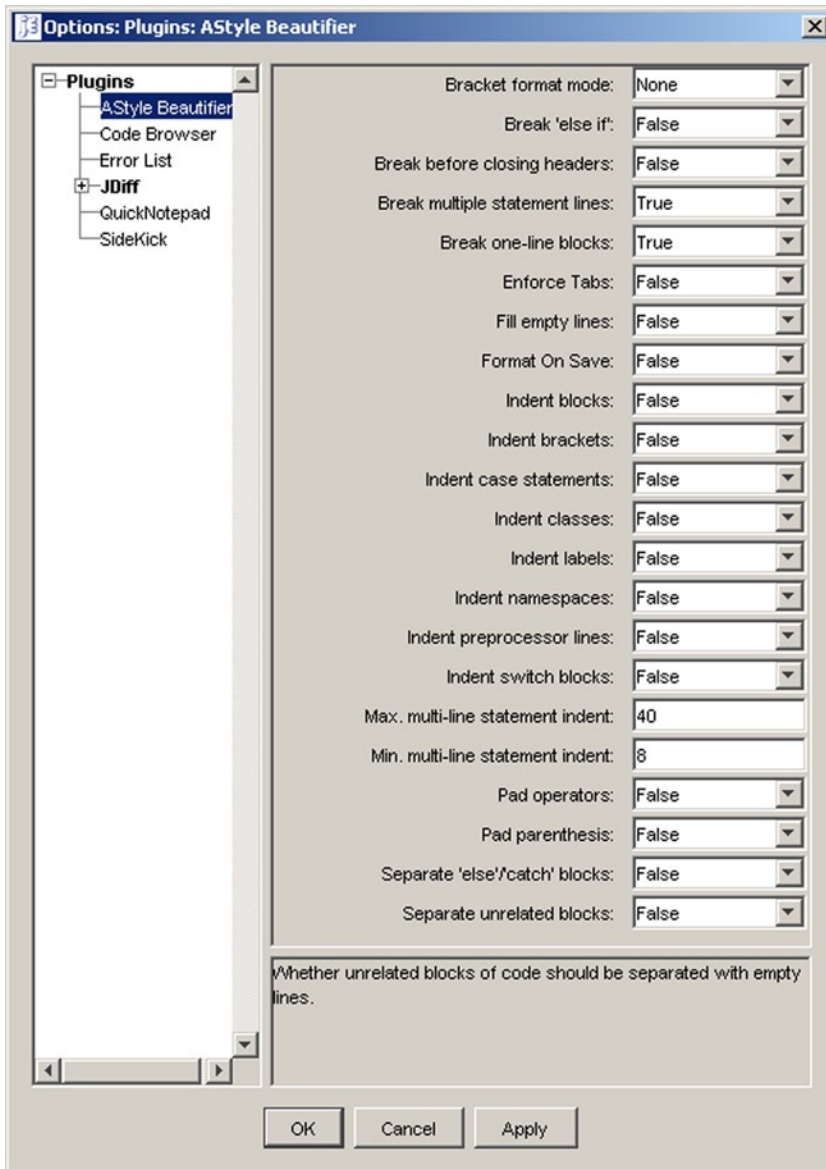 Options: Plugins: AStyle Beautifier
Plugins
AStyle Beautifier
Code Browser
Error List
JDiff
QuickNotepad
SideKick
Bracket format mode: None
Break 'else if': False
Break before closing headers: False
Break multiple statement lines: True
Break one-line blocks: True
Enforce Tabs: False
Fill empty lines: False
Format On Save: False
Indent blocks: False
Indent brackets: False
Indent case statements: False
Indent classes: False
Indent labels: False
Indent namespaces: False
Indent preprocessor lines: False
Indent switch blocks: False
Max. multi-line statement indent: 40
Min. multi-line statement indent: 8
Pad operators: False
Pad parenthesis: False
Separate 'else'/'catch' blocks: False
Separate unrelated blocks: False
Whether unrelated blocks of code should be separated with empty
lines.
OK Cancel Apply